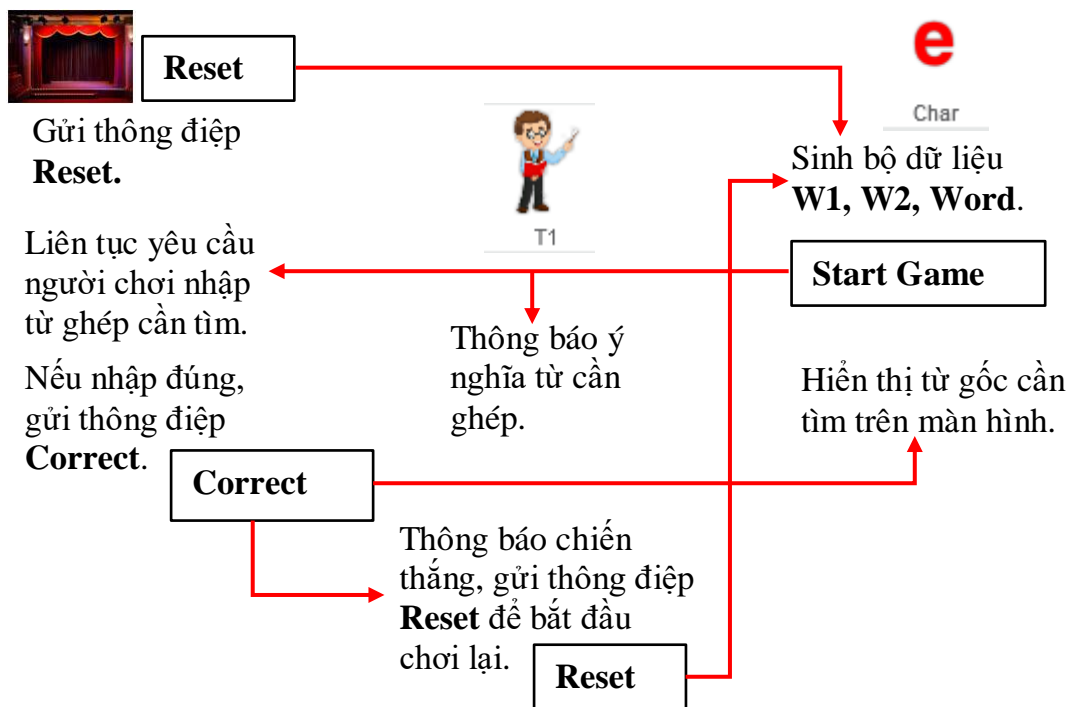 Reset
e
Char
Gửi thông điệp
Reset.
T1
Sinh bộ dữ liệu
W1, W2, Word.
Liên tục yêu cầu
người chơi nhập
từ ghép cần tìm.
Start Game
Thông báo ý
nghĩa từ cần
ghép.
Nếu nhập đúng,
gửi thông điệp
Correct.
Hiển thị từ gốc cần
tìm trên màn hình.
Correct
Thông báo chiến
thắng, gửi thông điệp
Reset để bắt đầu
chơi lại.
Reset